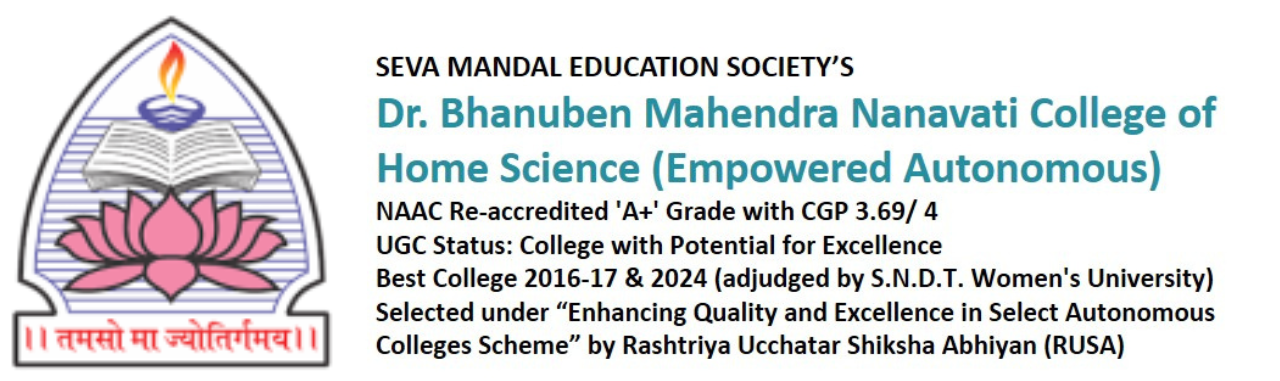 SEVA MANDAL EDUCATION SOCIETY’S
Dr. Bhanuben Mahendra Nanavati College of
Home Science (Empowered Autonomous)
NAAC Re-accredited 'A+' Grade with CGP 3.69/ 4
UGC Status: College with Potential for Excellence
Best College 2016-17 & 2024 (adjudged by S.N.D.T. Women's University)
Selected under “Enhancing Quality and Excellence in Select Autonomous
Colleges Scheme” by Rashtriya Ucchatar Shiksha Abhiyan (RUSA)
।। तमसो मा ज्योतिर्गमय।।